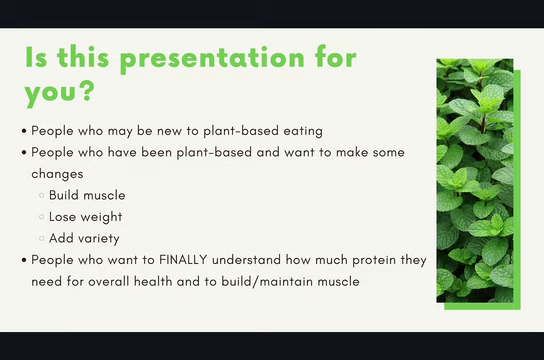 Is this presentation for
you?
• People who may be new to plant-based eating
• People who have been plant-based and want to make some
changes
○ Build muscle
○ Lose weight
○ Add variety
• People who want to FINALLY understand how much protein they
need for overall health and to build/maintain muscle